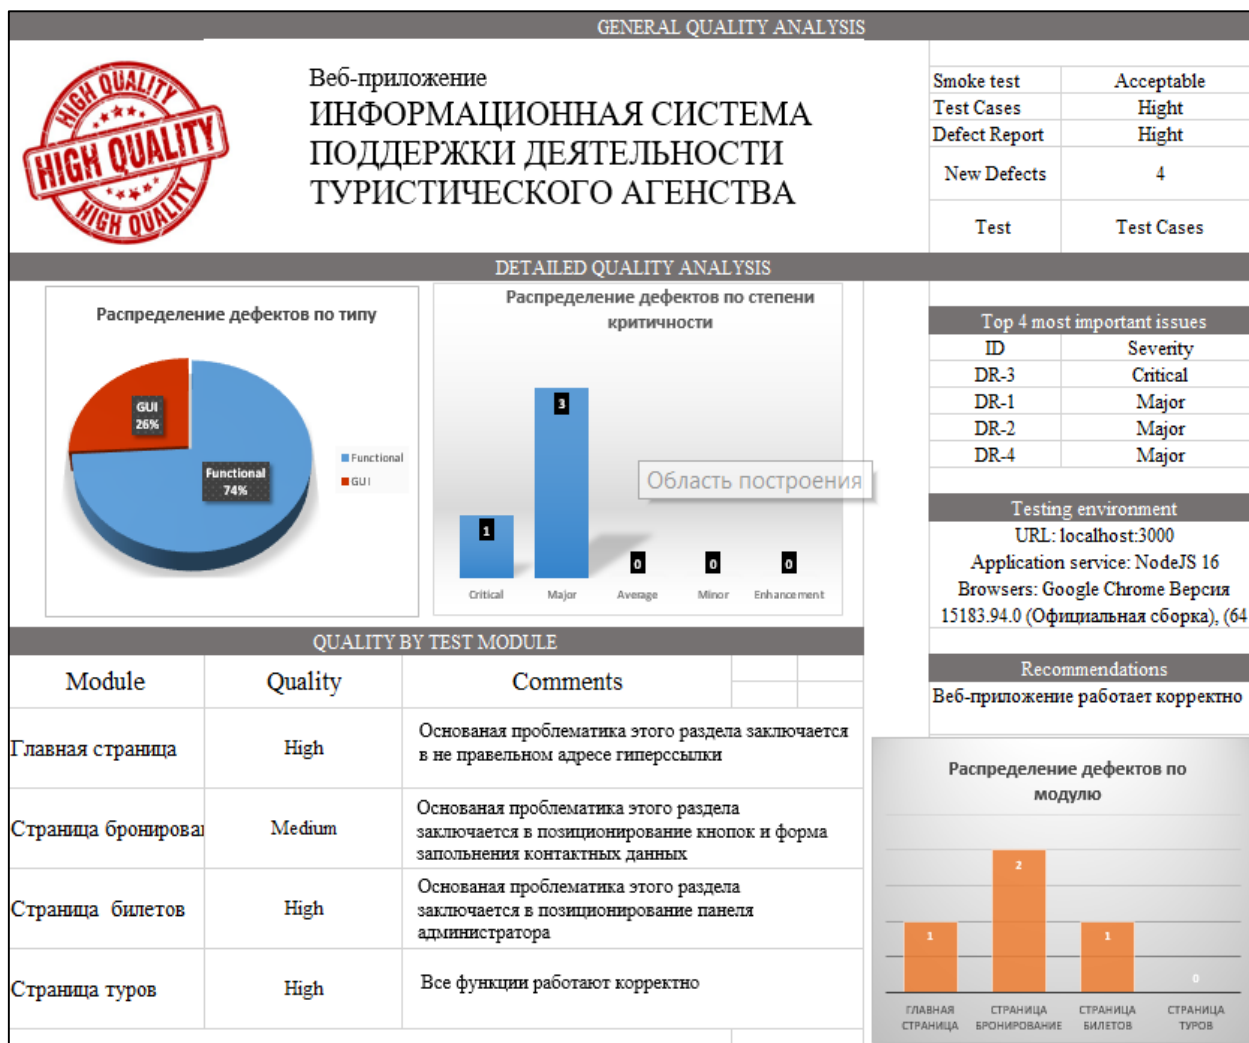 GENERAL QUALITY ANALYSIS
HIGH QUALITY
HIGH QUALITY
HIGH QUALITY
Веб-приложение
ИНФОРМАЦИОННАЯ СИСТЕМА
ПОДДЕРЖКИ ДЕЯТЕЛЬНОСТИ
ТУРИСТИЧЕСКОГО АГЕНСТВА
Smoke test Acceptable
Test Cases Hight
Defect Report Hight
New Defects 4
Test Test Cases
DETAILED QUALITY ANALYSIS
Распределение дефектов по типу
GUI
26%
Functional
74%
Functional
GUI
Распределение дефектов по степени
критичности
3
1
0 0 0
Critical Major Average Minor Enhancement
Область построения
Top 4 most important issues
ID Severity
DR-3 Critical
DR-1 Major
DR-2 Major
DR-4 Major
Testing environment
URL: localhost:3000
Application service: NodeJS 16
Browsers: Google Chrome Версия
15183.94.0 (Официальная сборка), (64
QUALITY BY TEST MODULE
Module Quality Comments
Главная страница High Основаная проблематика этого раздела заключается
в не правельном адресе гиперссылки
Страница бронирова Medium Основаная проблематика этого раздела
заключается в позиционирование кнопок и форма
запольнения контактных данных
Страница билетов High Основаная проблематика этого раздела
заключается в позиционирование панеля
администратора
Страница туров High Все функции работают корректно
Recommendations
Веб-приложение работает корректно
Распределение дефектов по
модулю
2
1 1
0
ГЛАВНАЯ СТРАНИЦА СТРАНИЦА СТРАНИЦА
СТРАНИЦА БРОНИРОВАНИЕ БИЛЕТОВ ТУРОВ